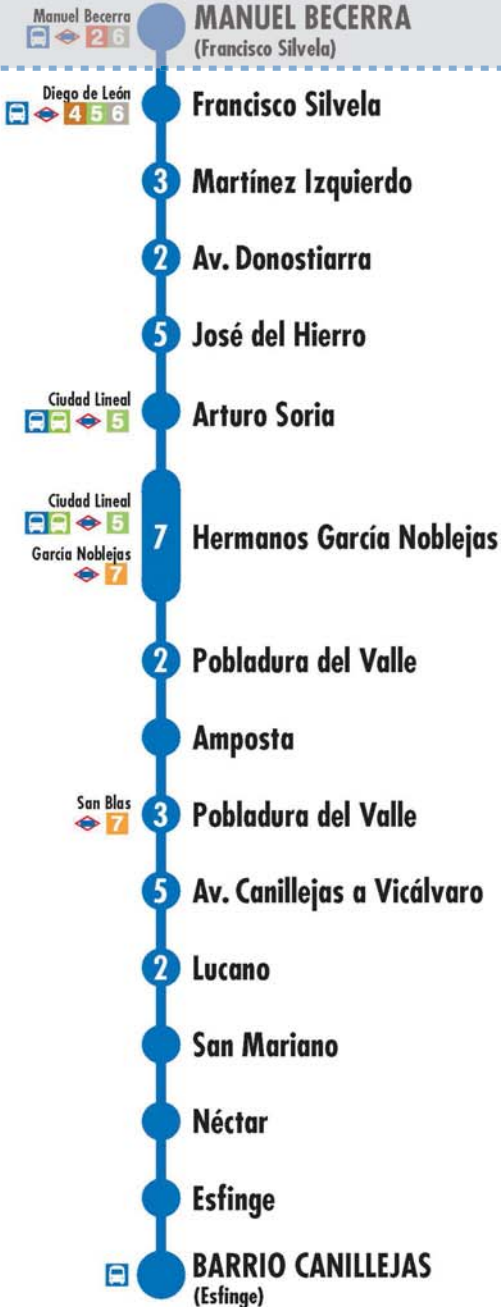 Manuel Becerra
2 6
MANUEL BECERRA
(Francisco Silvela)
Diego de León
4 5 6
Francisco Silvela
3 Martínez Izquierdo
2 Av. Donostiarra
5 José del Hierro
Ciudad Lineal
5
Arturo Soria
Ciudad Lineal
5
García Noblejas
7
7 Hermanos García Noblejas
2 Pobladura del Valle
Amposta
San Blas
7
3 Pobladura del Valle
5 Av. Canillejas a Vicálvaro
2 Lucano
San Mariano
Néctar
Esfinge
BARRIO CANILLEJAS
(Esfinge)